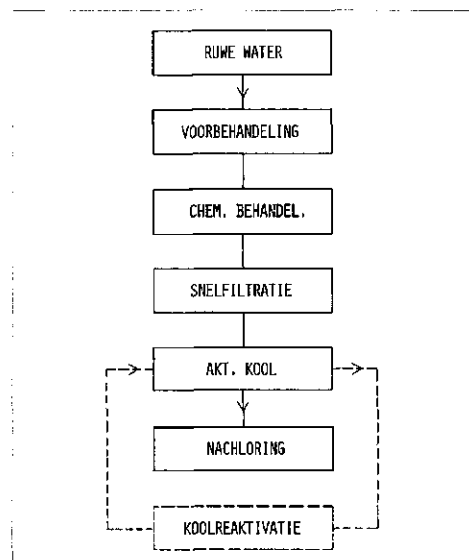 RUWE WATER
VOORBEHANDELING
CHEM. BEHANDEL.
SNELFILTRATIE
AKT. KOOL
NACHLORING
KOOLREAKTIVATIE